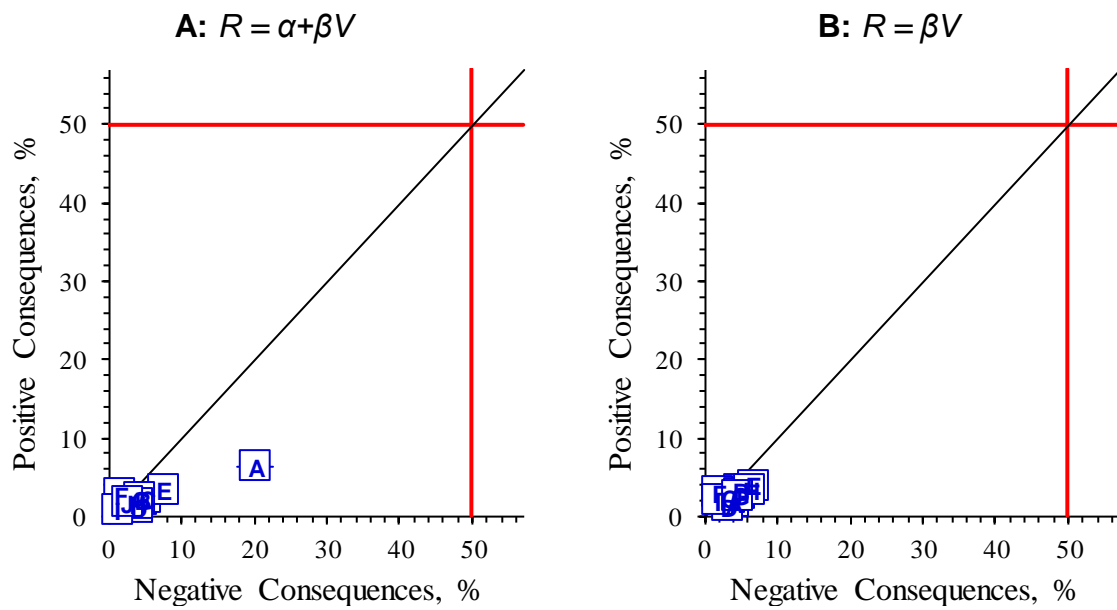 A: R = α+βV
B: R = βV
Positive Consequences, %
50
40
30
20
10
0
A
E
0 10 20 30 40 50
Negative Consequences, %
Positive Consequences, %
50
40
30
20
10
0
0 10 20 30 40 50
Negative Consequences, %